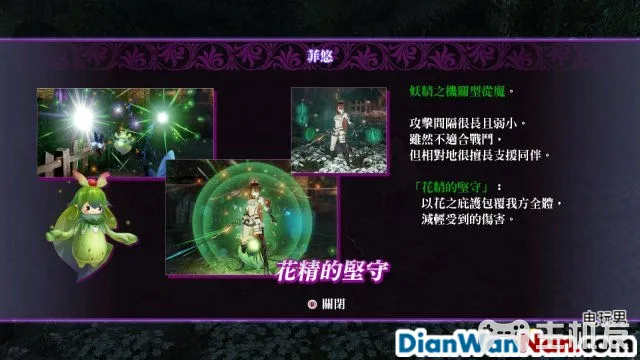 菲悠
妖精之機關型從魔。
攻擊間隔很長且弱小。
雖然不適合戰鬥，
但相對地很擅長支援同伴。
「花精的堅守」：
以花之庇護包覆我方全體，
減輕受到的傷害。
花精的堅守
關閉
电玩男
DianWanNan.com